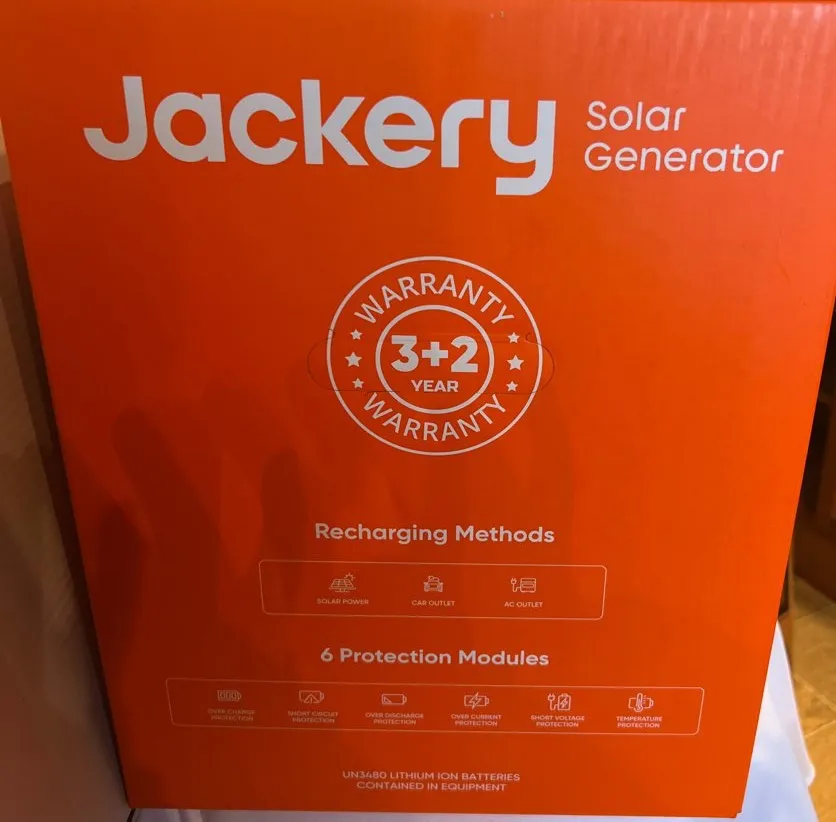 Jackery
Solar
Generator
WARRANTY
3+2
YEAR
WARRANTY
Recharging Methods
SOLAR POWER
CAR OUTLET
AC OUTLET
6 Protection Modules
OVER CHARGE
PROTECTION
SHORT CIRCUIT
PROTECTION
OVER DISCHARGE
PROTECTION
OVER CURRENT
PROTECTION
SHORT VOLTAGE
PROTECTION
TEMPERATURE
PROTECTION
UN3480 LITHIUM ION BATTERIES
CONTAINED IN EQUIPMENT